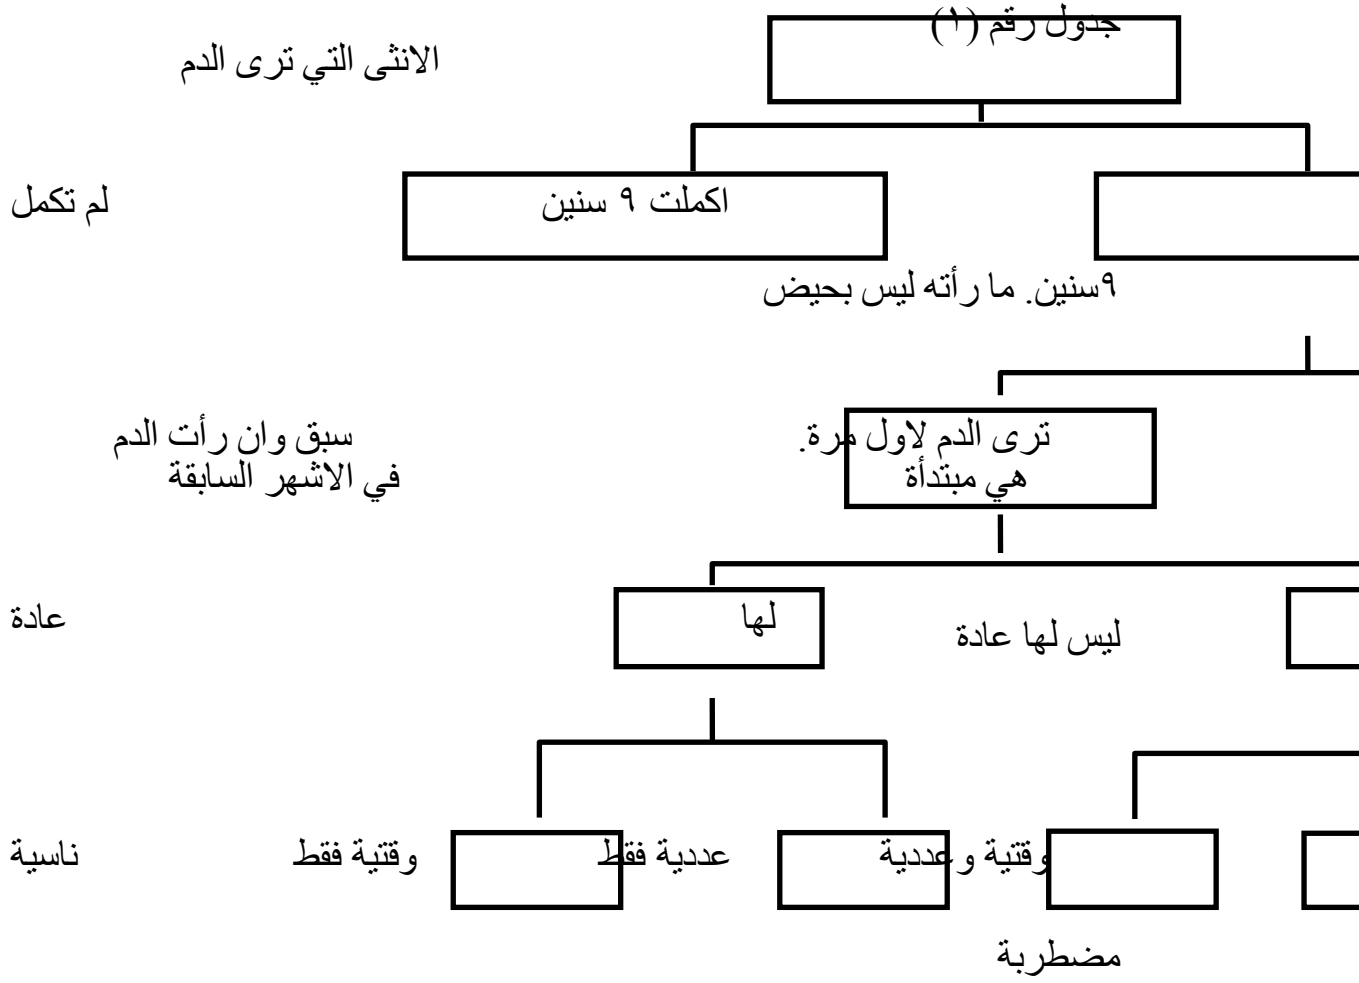 جدول رقم (١)
الانثى التي ترى الدم
اكملت ٩ سنين
لم تكمل
٩سنين. ما رأته ليس بحيض
ترى الدم لاول مرة.
هي مبتدأة
سبق وان رأت الدم
في الاشهر السابقة
ليس لها عادة
لها
عادة
وقتية وعددية
عددية فقط
وقتية فقط
ناسية
مضطربة